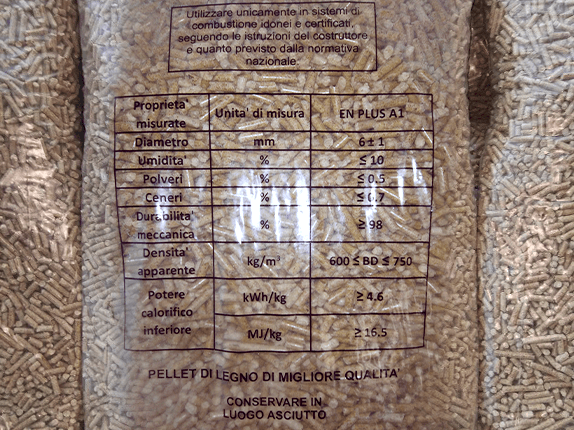 Utilizzare unicamente in sistemi di
combustione idonei e certificati,
seguendo le istruzioni del costruttore
e quanto previsto dalla normativa
nazionale.
Proprieta' misurate Unita' di misura EN PLUS A1
Diametro mm 6 ± 1
Umidita' % ≤ 10
Polveri % ≤ 0.5
Ceneri % ≤ 0.7
Durabilita' meccanica % ≥ 98
Densita' apparente kg/m³ 600 ≤ BD ≤ 750
Potere calorifico inferiore kWh/kg ≥ 4.6
MJ/kg ≥ 16.5
PELLET DI LEGNO DI MIGLIORE QUALITA'
CONSERVARE IN
LUOGO ASCIUTTO